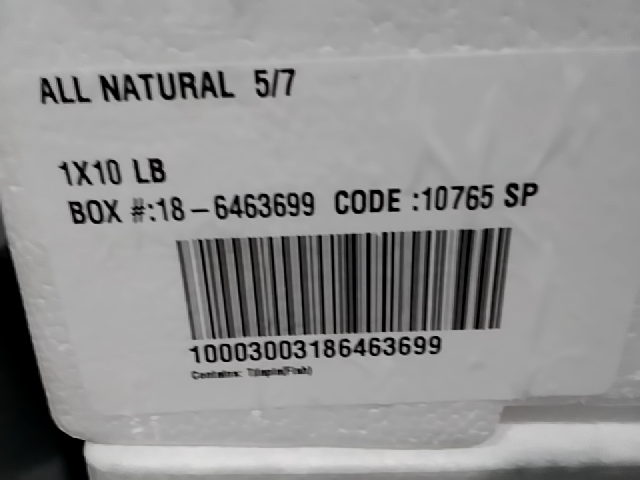 ALL NATURAL 5/7
1X10 LB
BOX #:18-6463699 CODE :10765 SP
10003003186463699
Contains: Tilapia(Fish)